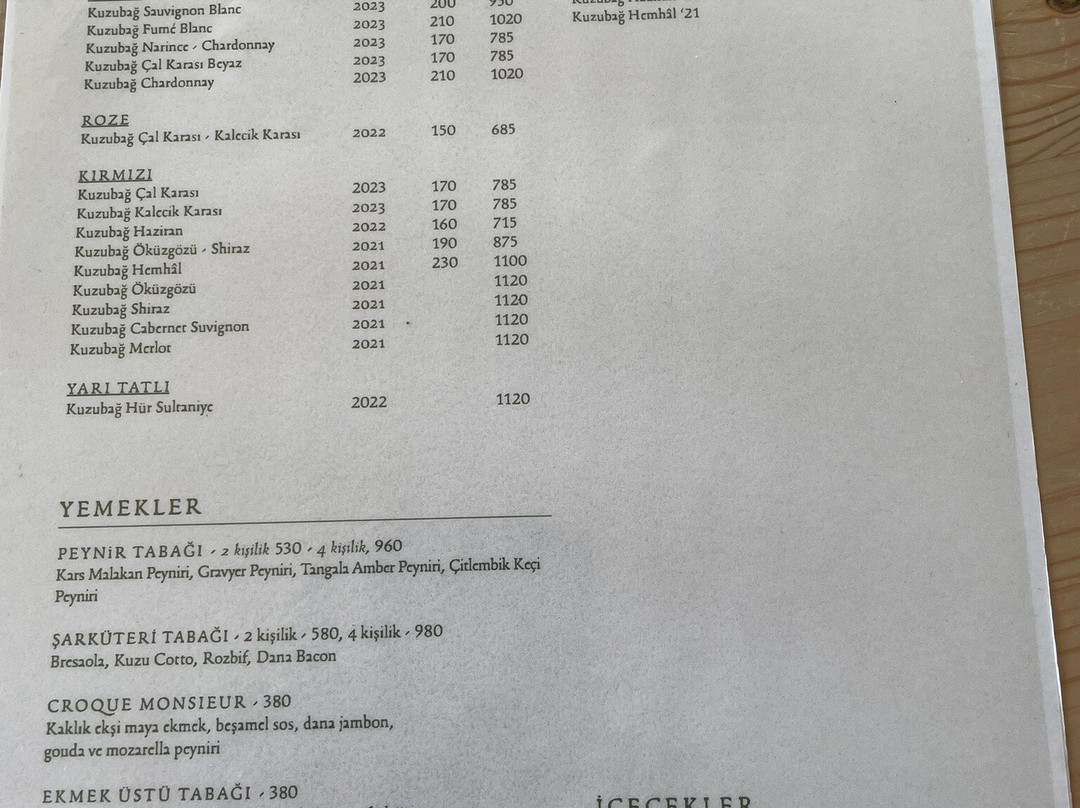 Kuzubağ Sauvignon Blanc 2023 200 950
Kuzubağ Fumé Blanc 2023 210 1020
Kuzubağ Narince - Chardonnay 2023 170 785
Kuzubağ Çal Karası Beyaz 2023 170 785
Kuzubağ Chardonnay 2023 210 1020
Kuzubağ Hemhâl ‘21
ROZE
Kuzubağ Çal Karası - Kalecik Karası 2022 150 685
KIRMIZI
Kuzubağ Çal Karası 2023 170 785
Kuzubağ Kalecik Karası 2023 170 785
Kuzubağ Haziran 2022 160 715
Kuzubağ Öküzgözü - Shiraz 2021 190 875
Kuzubağ Hemhâl 2021 230 1100
Kuzubağ Öküzgözü 2021 1120
Kuzubağ Shiraz 2021 1120
Kuzubağ Cabernet Suvignon 2021 1120
Kuzubağ Merlot 2021 1120
YARI TATLI
Kuzubağ Hür Sultaniye 2022 1120
YEMEKLER
PEYNİR TABAĞI - 2 kişilik 530 - 4 kişilik, 960
Kars Malakan Peyniri, Gravyer Peyniri, Tangala Amber Peyniri, Çitlembik Keçi
Peyniri
ŞARKÜTERİ TABAĞI - 2 kişilik - 580, 4 kişilik - 980
Bresaola, Kuzu Cotto, Rozbif, Dana Bacon
CROQUE MONSIEUR - 380
Kaklık ekşi maya ekmek, beşamel sos, dana jambon,
gouda ve mozarella peyniri
EKMEK ÜSTÜ TABAĞI - 380
İÇECEKLER